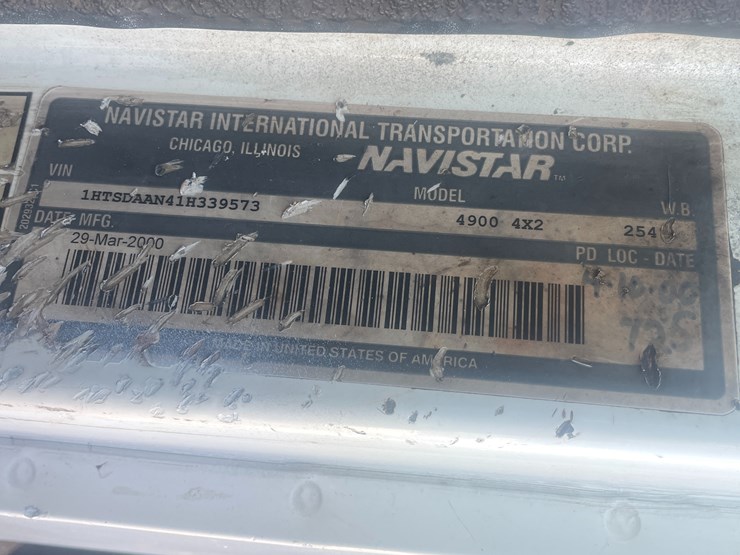 NAVISTAR INTERNATIONAL TRANSPORTATION CORP.
CHICAGO, ILLINOIS NAVISTAR TM
VIN MODEL W.B.
1HTSDAAN41H339573 4900 4X2 254
DATE MFG. PD LOC - DATE
29-Mar-2000
MADE IN UNITED STATES OF AMERICA